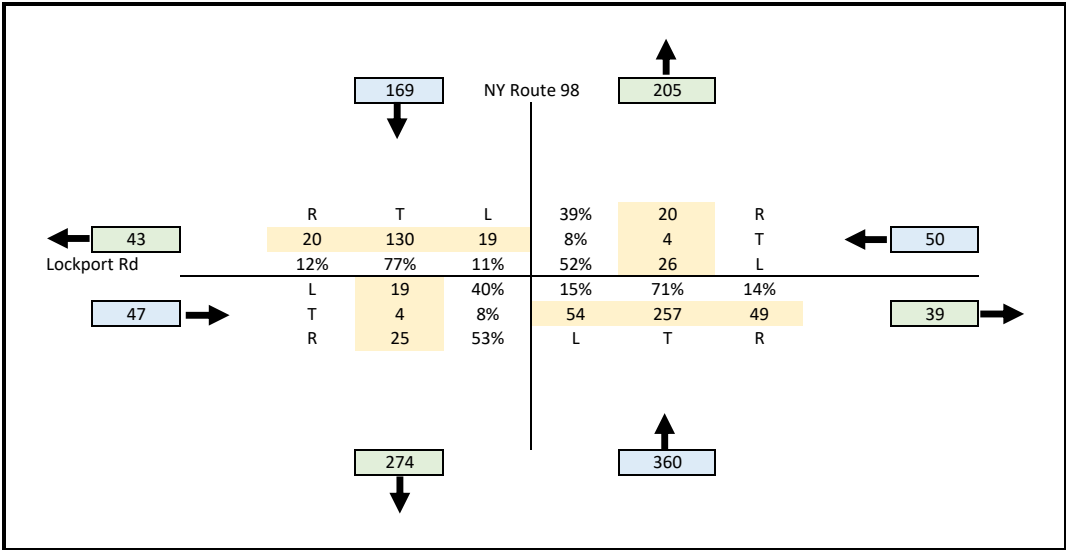 169 NY Route 98 205
R T L 39% 20 R
43 20 130 19 8% 4 T 50
Lockport Rd 12% 77% 11% 52% 26 L
L 19 40% 15% 71% 14%
47 T 4 8% 54 257 49 39
R 25 53% L T R
274 360